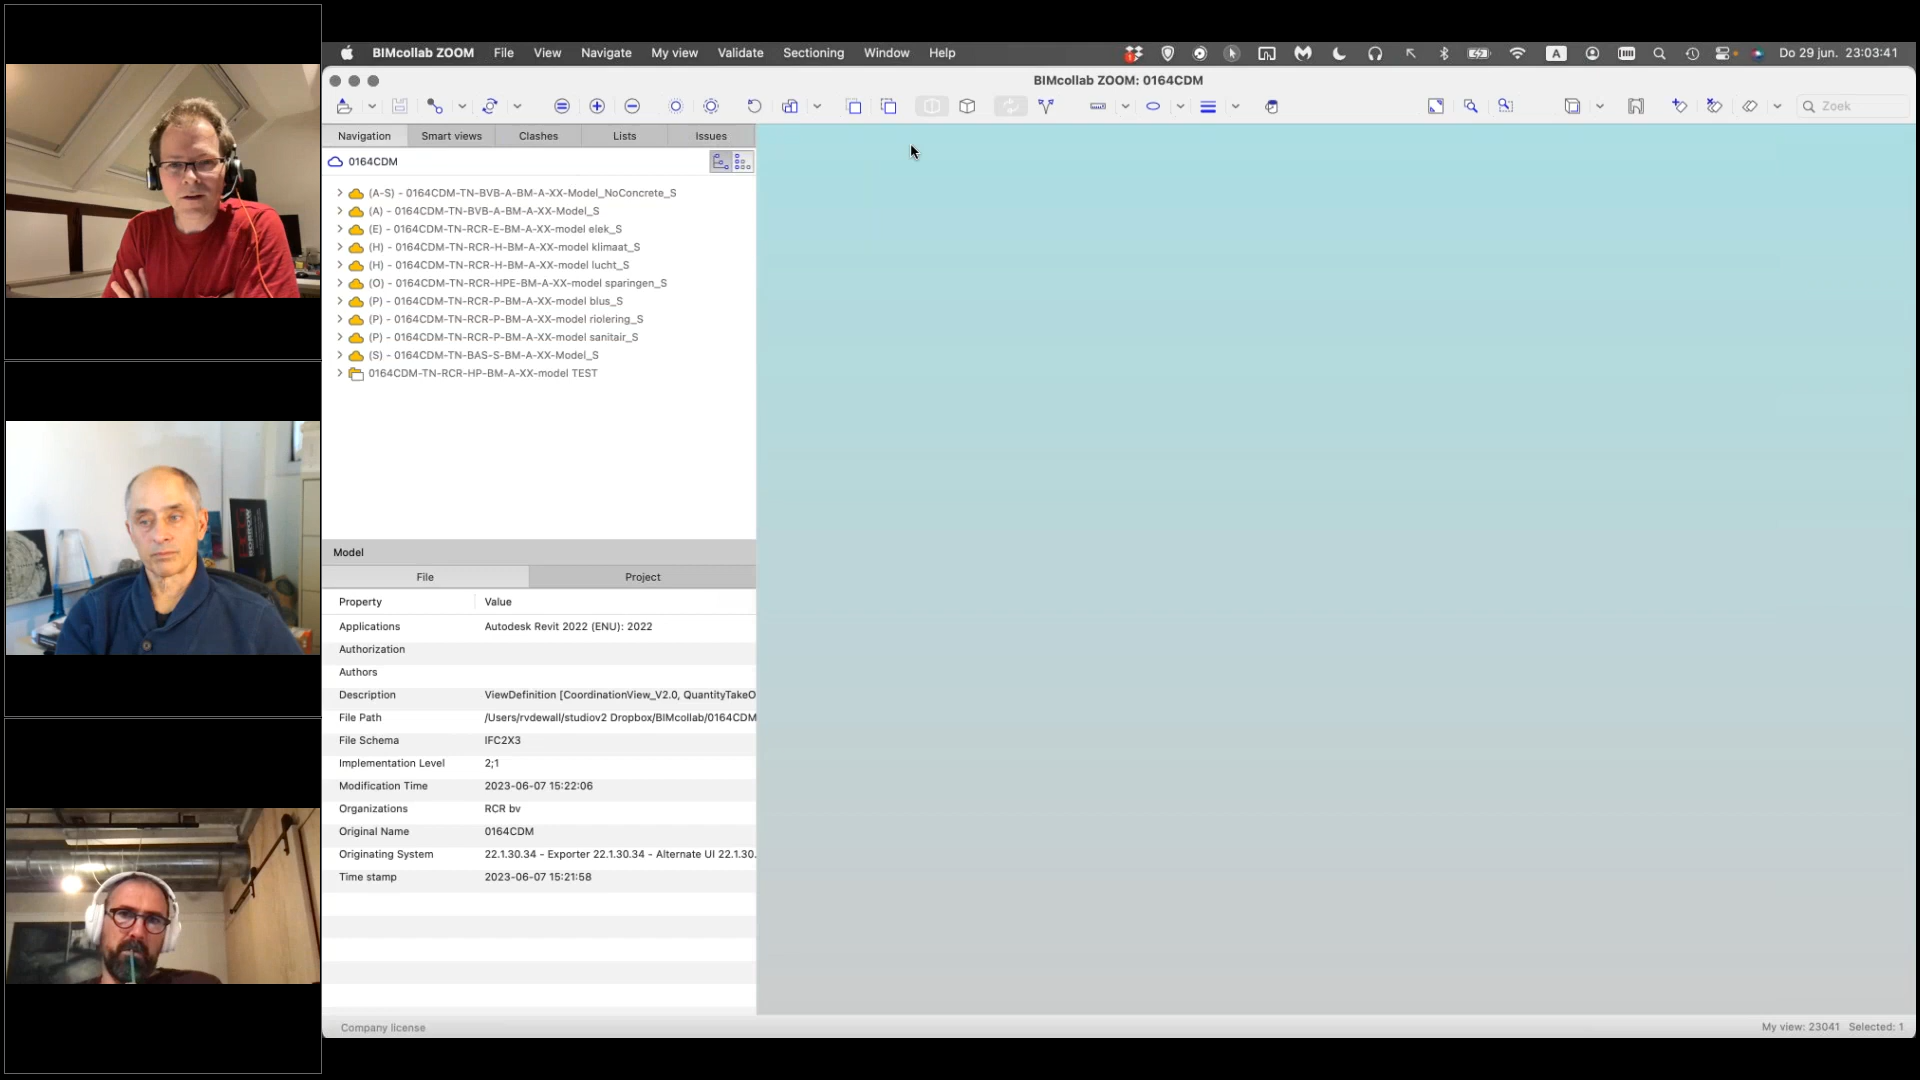 BIMcollab ZOOM File View Navigate My view Validate Sectioning Window Help A Do 29 jun. 23:03:41
BIMcollab ZOOM: 0164CDM
Zoek
Navigation Smart views Clashes Lists Issues
0164CDM
(A-S) - 0164CDM-TN-BVB-A-BM-A-XX-Model_NoConcrete_S
(A) - 0164CDM-TN-BVB-A-BM-A-XX-Model_S
(E) - 0164CDM-TN-RCR-E-BM-A-XX-model elek_S
(H) - 0164CDM-TN-RCR-H-BM-A-XX-model klimaat_S
(H) - 0164CDM-TN-RCR-H-BM-A-XX-model lucht_S
(O) - 0164CDM-TN-RCR-HPE-BM-A-XX-model sparingen_S
(P) - 0164CDM-TN-RCR-P-BM-A-XX-model blus_S
(P) - 0164CDM-TN-RCR-P-BM-A-XX-model riolering_S
(P) - 0164CDM-TN-RCR-P-BM-A-XX-model sanitair_S
(S) - 0164CDM-TN-BAS-S-BM-A-XX-Model_S
0164CDM-TN-RCR-HP-BM-A-XX-model TEST
Model
File Project
Property Value
Applications Autodesk Revit 2022 (ENU): 2022
Authorization
Authors
Description ViewDefinition [CoordinationView_V2.0, QuantityTakeO
File Path /Users/rvdewall/studiov2 Dropbox/BIMcollab/0164CDM
File Schema IFC2X3
Implementation Level 2;1
Modification Time 2023-06-07 15:22:06
Organizations RCR bv
Original Name 0164CDM
Originating System 22.1.30.34 - Exporter 22.1.30.34 - Alternate UI 22.1.30.
Time stamp 2023-06-07 15:21:58
Company license My view: 23041 Selected: 1